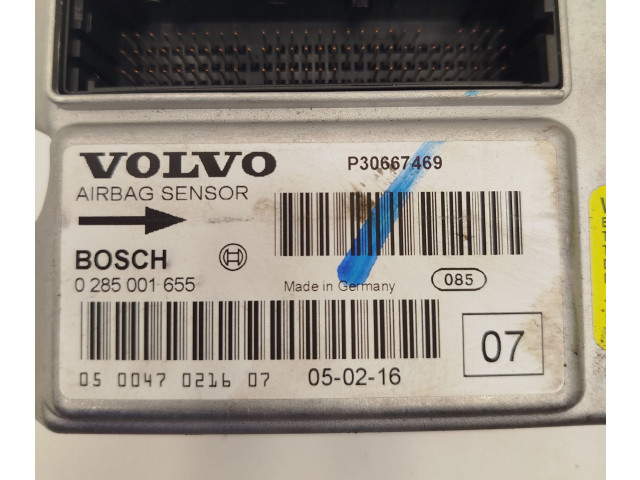 VOLVO
P30667469
AIRBAG SENSOR
BOSCH
0 285 001 655
Made in Germany
085
07
05 0047 0216 07
05-02-16